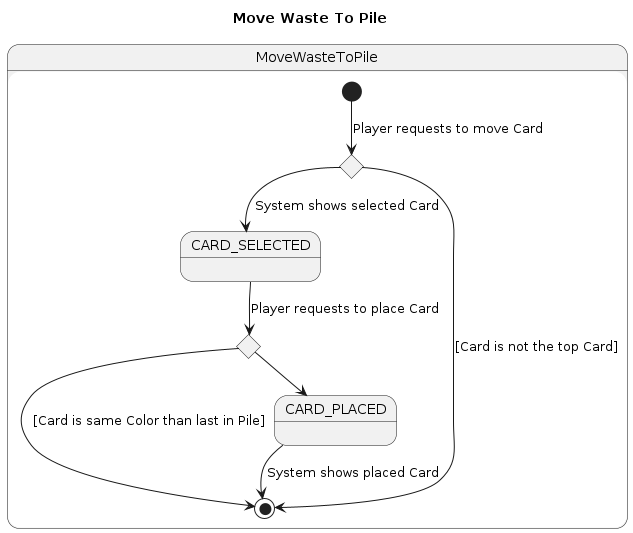 Move Waste To Pile
MoveWasteToPile
Player requests to move Card
System shows selected Card
CARD_SELECTED
Player requests to place Card
[Card is not the top Card]
CARD_PLACED
[Card is same Color than last in Pile]
System shows placed Card